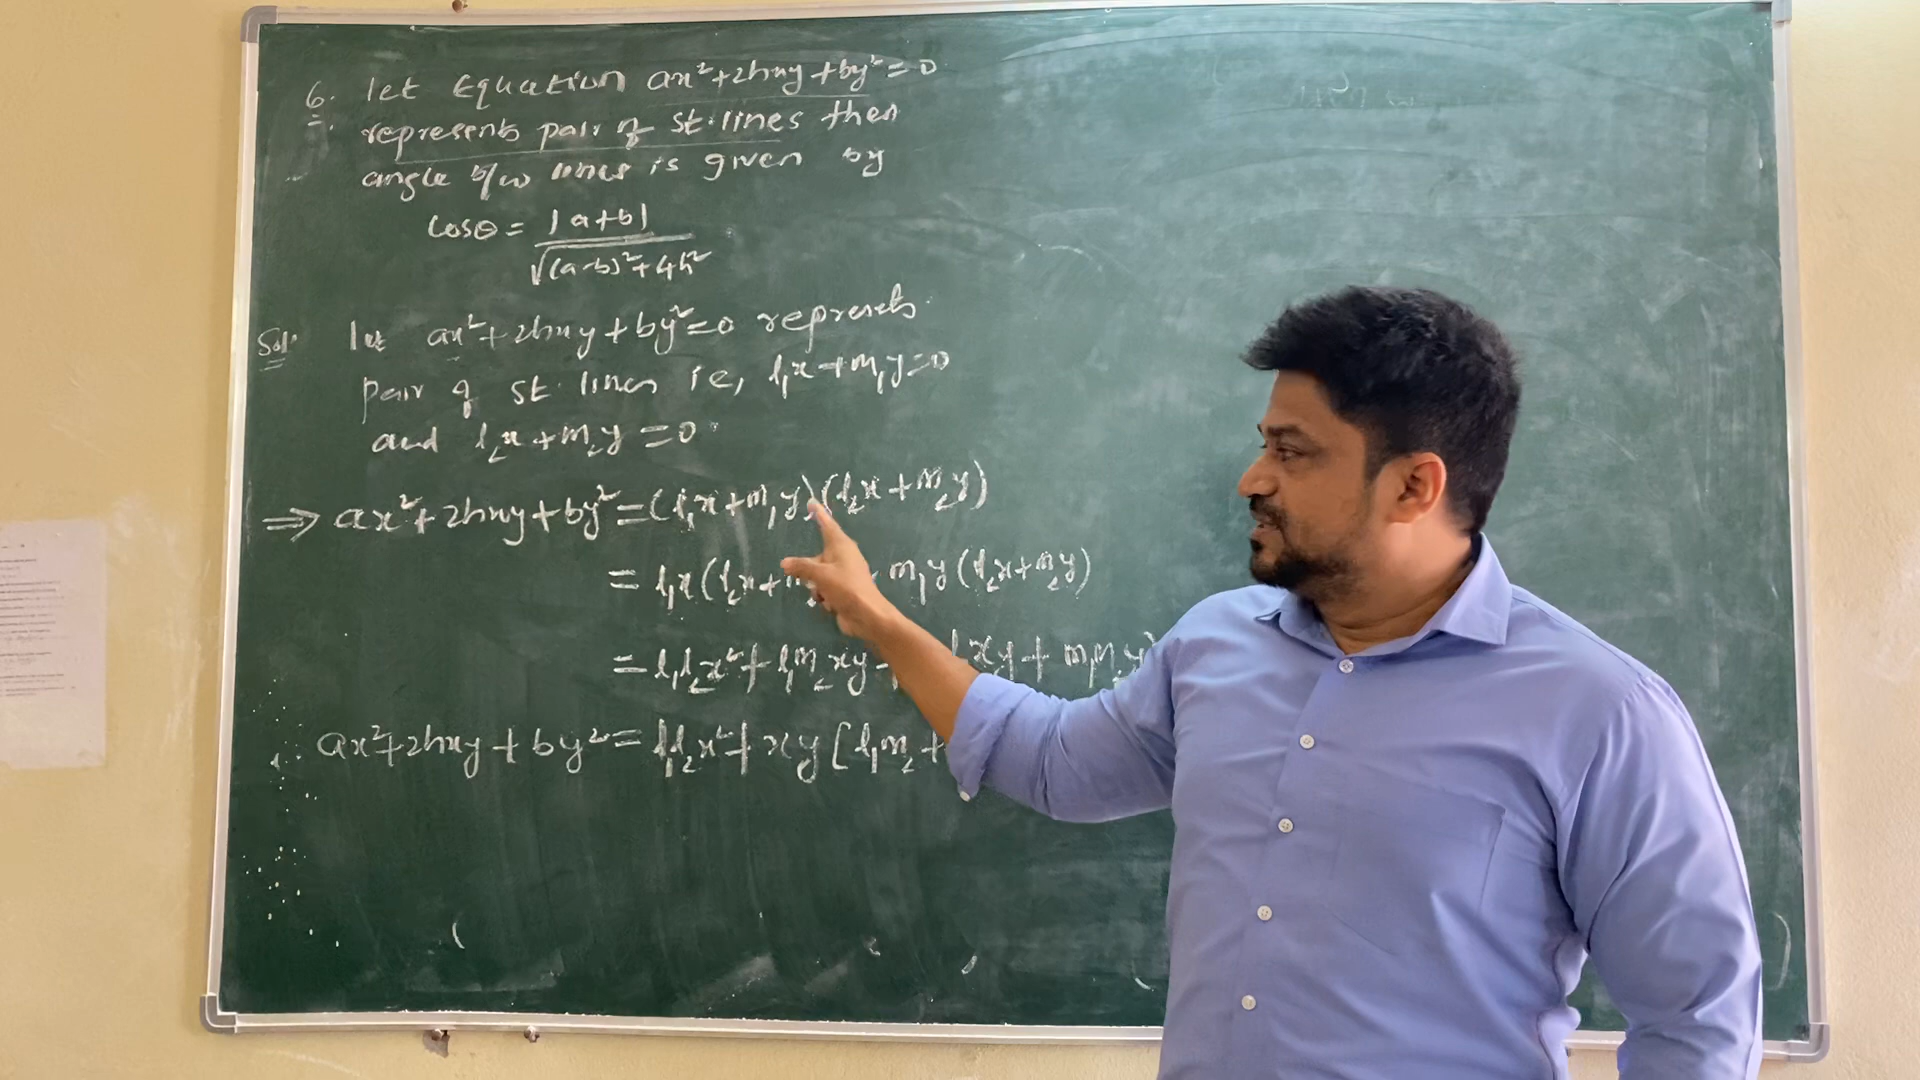 6. let Equation ax²+2hxy+by²=0
represents pair of st. lines then
angle b/w lines is given by
cosθ = |a+b|
√(a-b)²+4h²
Sol: let ax²+2hxy+by²=0 represents
pair of st. lines ie, l₁x+m₁y=0
and l₂x+m₂y=0
⇒ ax²+2hxy+by²=(l₁x+m₁y)(l₂x+m₂y)
= l₁x(l₂x+m m₁y(l₂x+m₂y)
= l₁l₂x²+l₁m₂xy+ l xy+m₁m₂y²
ax²+2hxy+by²=l₁l₂x²+xy[l₁m₂+